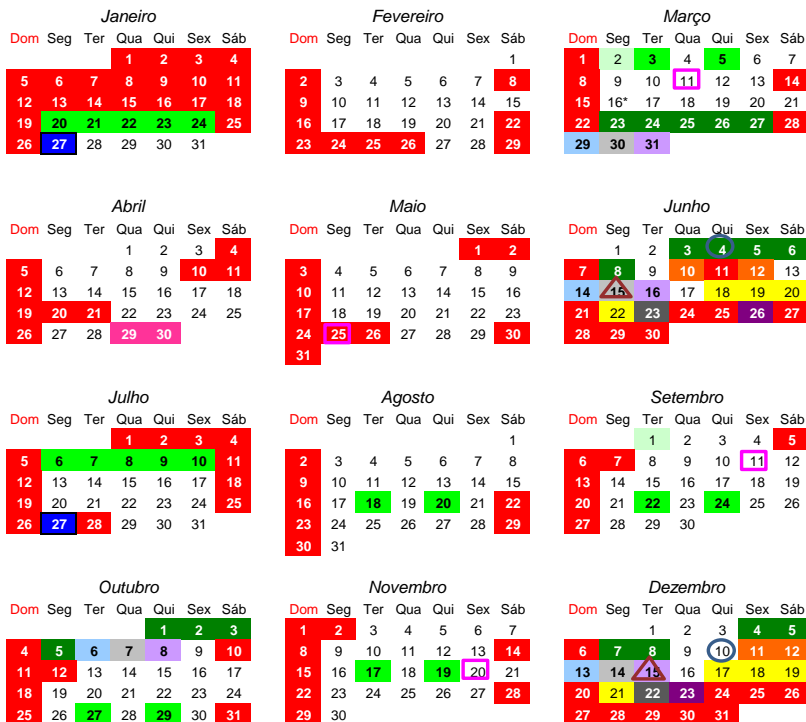 Janeiro
Dom Seg Ter Qua Qui Sex Sáb
1 2 3 4
5 6 7 8 9 10 11
12 13 14 15 16 17 18
19 20 21 22 23 24 25
26 27 28 29 30 31
Fevereiro
Dom Seg Ter Qua Qui Sex Sáb
1
2 3 4 5 6 7 8
9 10 11 12 13 14 15
16 17 18 19 20 21 22
23 24 25 26 27 28 29
Março
Dom Seg Ter Qua Qui Sex Sáb
1 2 3 4 5 6 7
8 9 10 11 12 13 14
15 16* 17 18 19 20 21
22 23 24 25 26 27 28
29 30 31
Abril
Dom Seg Ter Qua Qui Sex Sáb
1 2 3 4
5 6 7 8 9 10 11
12 13 14 15 16 17 18
19 20 21 22 23 24 25
26 27 28 29 30
Maio
Dom Seg Ter Qua Qui Sex Sáb
1 2
3 4 5 6 7 8 9
10 11 12 13 14 15 16
17 18 19 20 21 22 23
24 25 26 27 28 29 30
31
Junho
Dom Seg Ter Qua Qui Sex Sáb
1 2 3 4 5 6
7 8 9 10 11 12 13
14 15 16 17 18 19 20
21 22 23 24 25 26 27
28 29 30
Julho
Dom Seg Ter Qua Qui Sex Sáb
1 2 3 4
5 6 7 8 9 10 11
12 13 14 15 16 17 18
19 20 21 22 23 24 25
26 27 28 29 30 31
Agosto
Dom Seg Ter Qua Qui Sex Sáb
1
2 3 4 5 6 7 8
9 10 11 12 13 14 15
16 17 18 19 20 21 22
23 24 25 26 27 28 29
30 31
Setembro
Dom Seg Ter Qua Qui Sex Sáb
1 2 3 4 5
6 7 8 9 10 11 12
13 14 15 16 17 18 19
20 21 22 23 24 25 26
27 28 29 30
Outubro
Dom Seg Ter Qua Qui Sex Sáb
1 2 3
4 5 6 7 8 9 10
11 12 13 14 15 16 17
18 19 20 21 22 23 24
25 26 27 28 29 30 31
Novembro
Dom Seg Ter Qua Qui Sex Sáb
1 2 3 4 5 6 7
8 9 10 11 12 13 14
15 16 17 18 19 20 21
22 23 24 25 26 27 28
29 30
Dezembro
Dom Seg Ter Qua Qui Sex Sáb
1 2 3 4 5
6 7 8 9 10 11 12
13 14 15 16 17 18 19
20 21 22 23 24 25 26
27 28 29 30 31